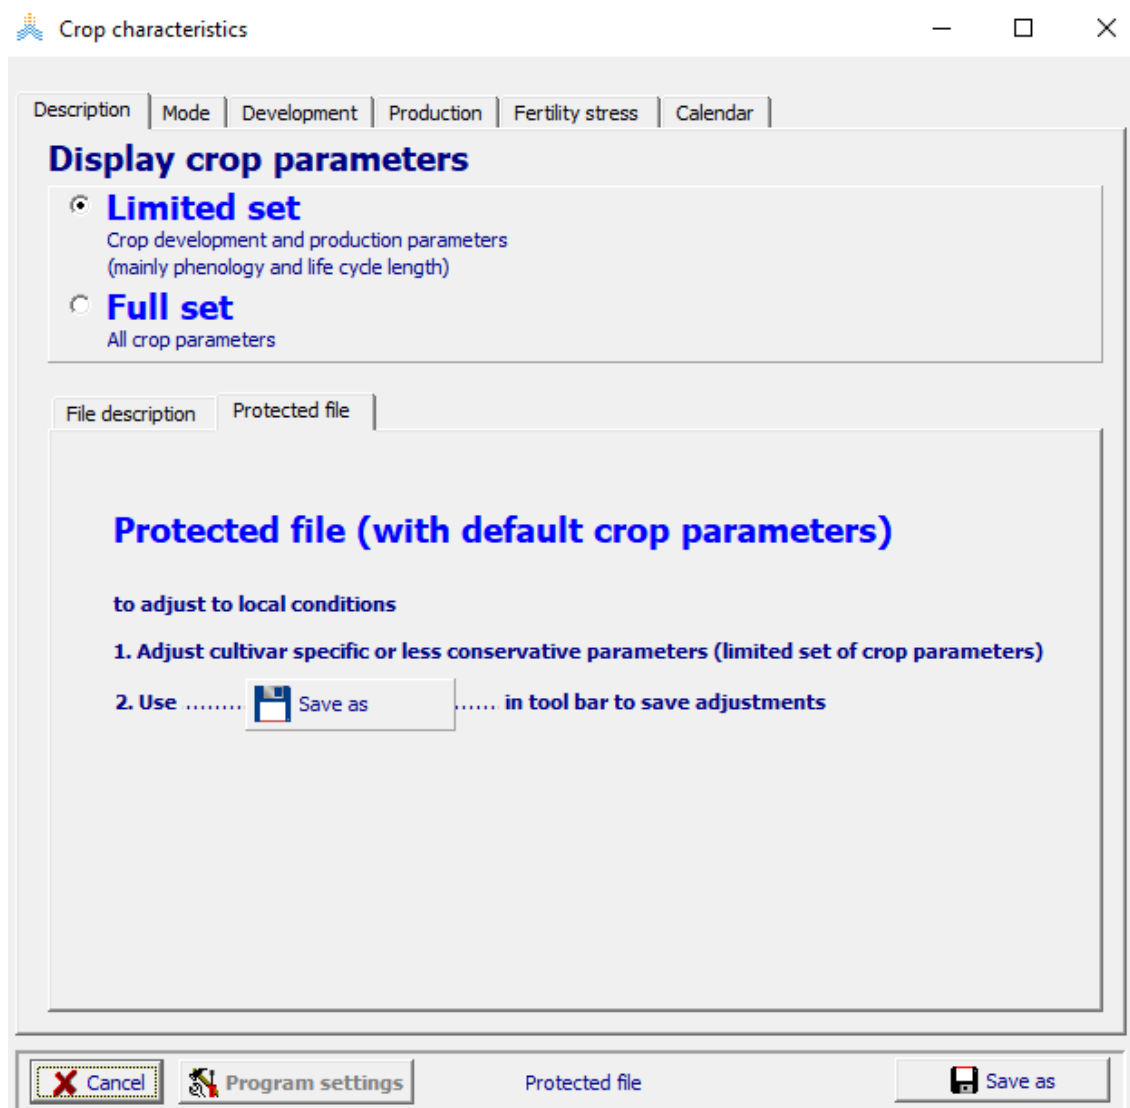 Crop characteristics
Description Mode Development Production Fertility stress Calendar
Display crop parameters
Limited set
Crop development and production parameters
(mainly phenology and life cycle length)
Full set
All crop parameters
File description Protected file
Protected file (with default crop parameters)
to adjust to local conditions
1. Adjust cultivar specific or less conservative parameters (limited set of crop parameters)
2. Use ........ Save as ...... in tool bar to save adjustments
Cancel Program settings Protected file Save as